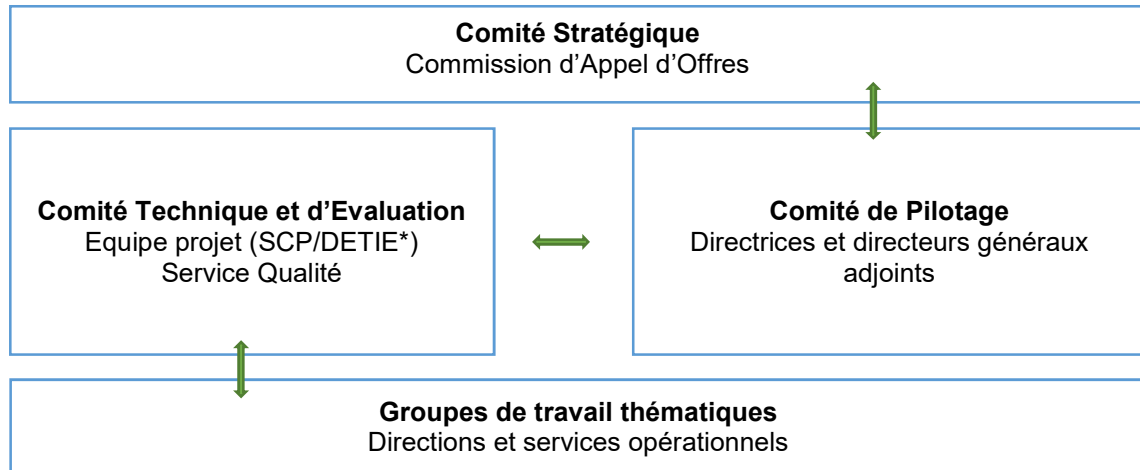 Comité Stratégique
Commission d’Appel d’Offres
Comité Technique et d’Evaluation
Equipe projet (SCP/DETIE*)
Service Qualité
Comité de Pilotage
Directrices et directeurs généraux
adjoints
Groupes de travail thématiques
Directions et services opérationnels